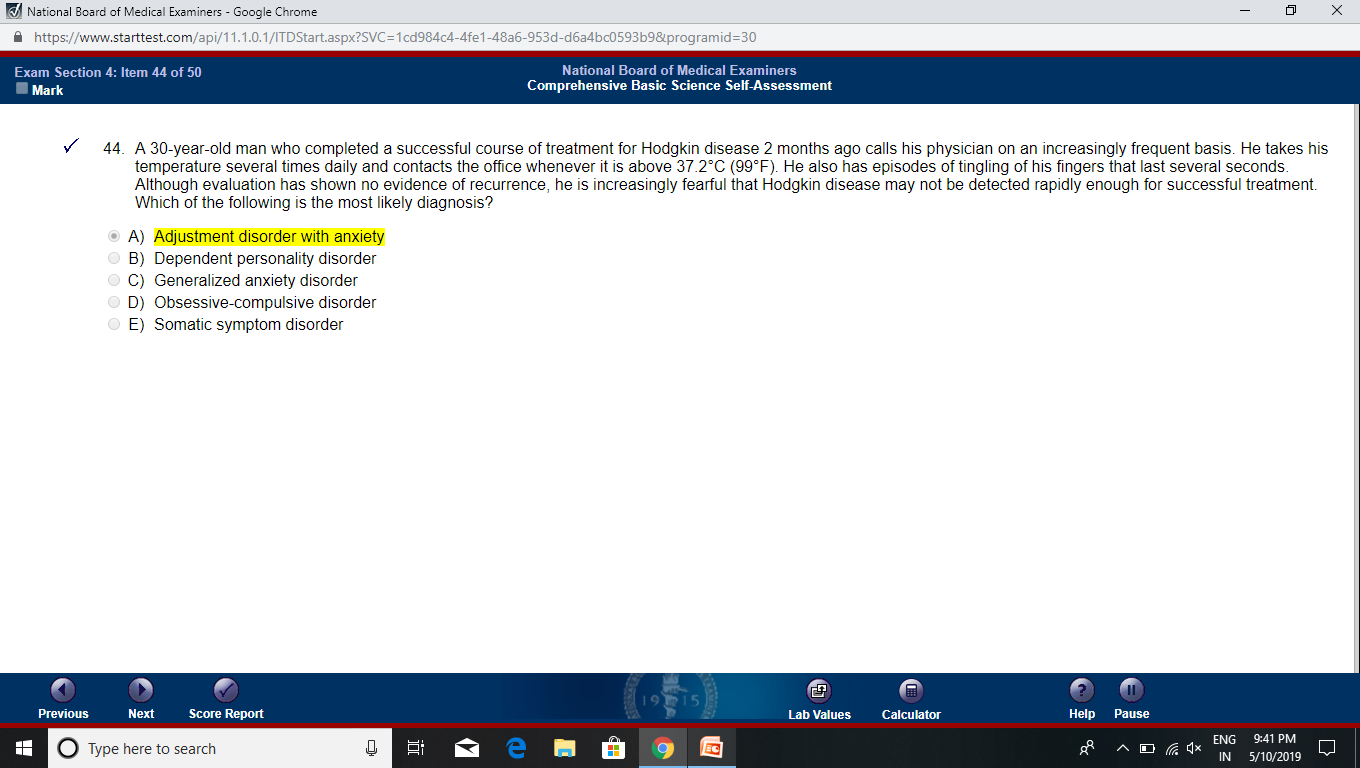 National Board of Medical Examiners - Google Chrome
https://www.starttest.com/api/11.1.0.1/ITDStart.aspx?SVC=1cd984c4-4fe1-48a6-953d-d6a4bc0593b9&programid=30
Exam Section 4: Item 44 of 50
National Board of Medical Examiners
Mark
Comprehensive Basic Science Self-Assessment
44. A 30-year-old man who completed a successful course of treatment for Hodgkin disease 2 months ago calls his physician on an increasingly frequent basis. He takes his
temperature several times daily and contacts the office whenever it is above 37.2°C (99°F). He also has episodes of tingling of his fingers that last several seconds.
Although evaluation has shown no evidence of recurrence, he is increasingly fearful that Hodgkin disease may not be detected rapidly enough for successful treatment.
Which of the following is the most likely diagnosis?
A) Adjustment disorder with anxiety
B) Dependent personality disorder
C) Generalized anxiety disorder
D) Obsessive-compulsive disorder
E) Somatic symptom disorder
19 15
Previous
Next
Score Report
Lab Values
Calculator
Help
Pause
Type here to search
ENG
IN
9:41 PM
5/10/2019